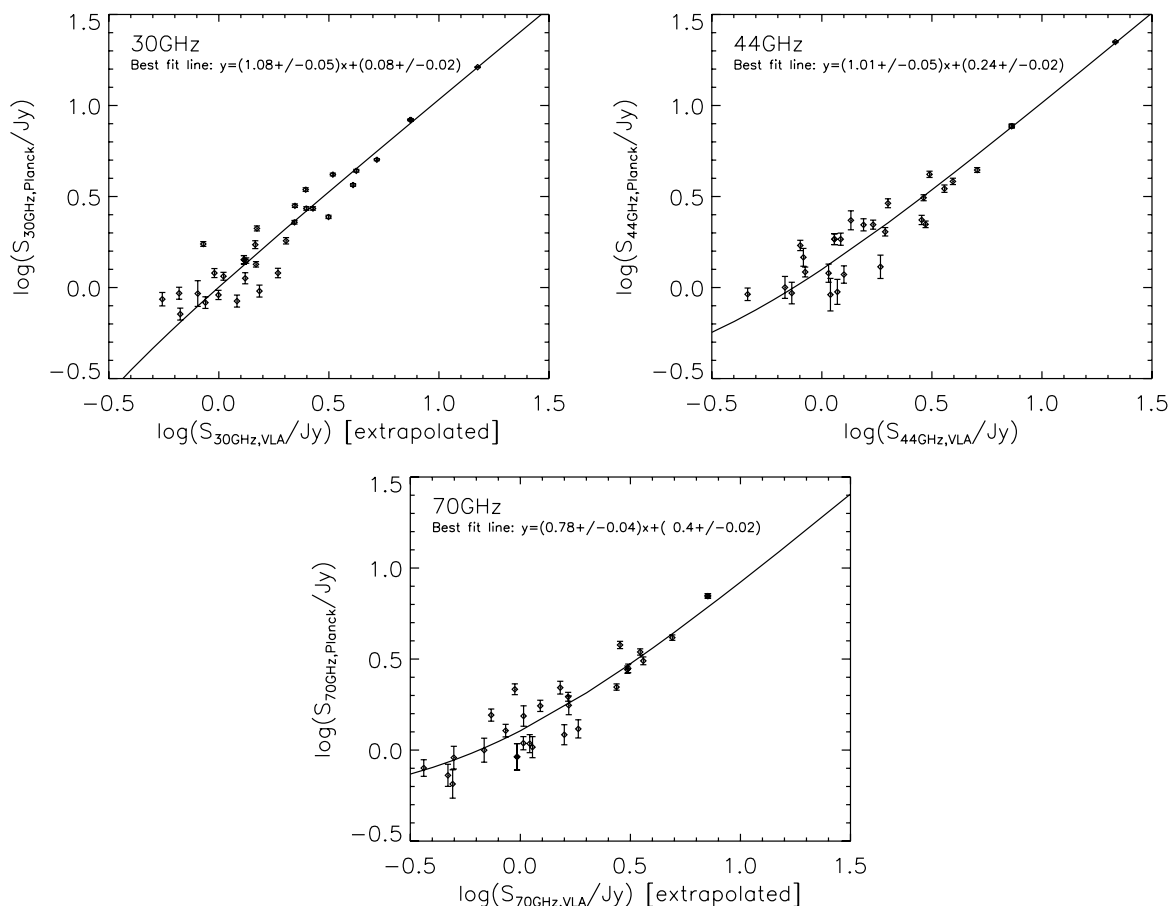 30GHz
Best fit line: y=(1.08+/-0.05)x+(0.08+/-0.02)
1.5
1.0
0.5
0.0
−0.5
log(S30GHz,Planck/Jy)
−0.5 0.0 0.5 1.0 1.5
log(S30GHz,VLA/Jy) [extrapolated]
44GHz
Best fit line: y=(1.01+/-0.05)x+(0.24+/-0.02)
1.5
1.0
0.5
0.0
−0.5
log(S44GHz,Planck/Jy)
−0.5 0.0 0.5 1.0 1.5
log(S44GHz,VLA/Jy)
70GHz
Best fit line: y=(0.78+/-0.04)x+( 0.4+/-0.02)
1.5
1.0
0.5
0.0
−0.5
log(S70GHz,Planck/Jy)
−0.5 0.0 0.5 1.0 1.5
log(S70GHz,VLA/Jy) [extrapolated]